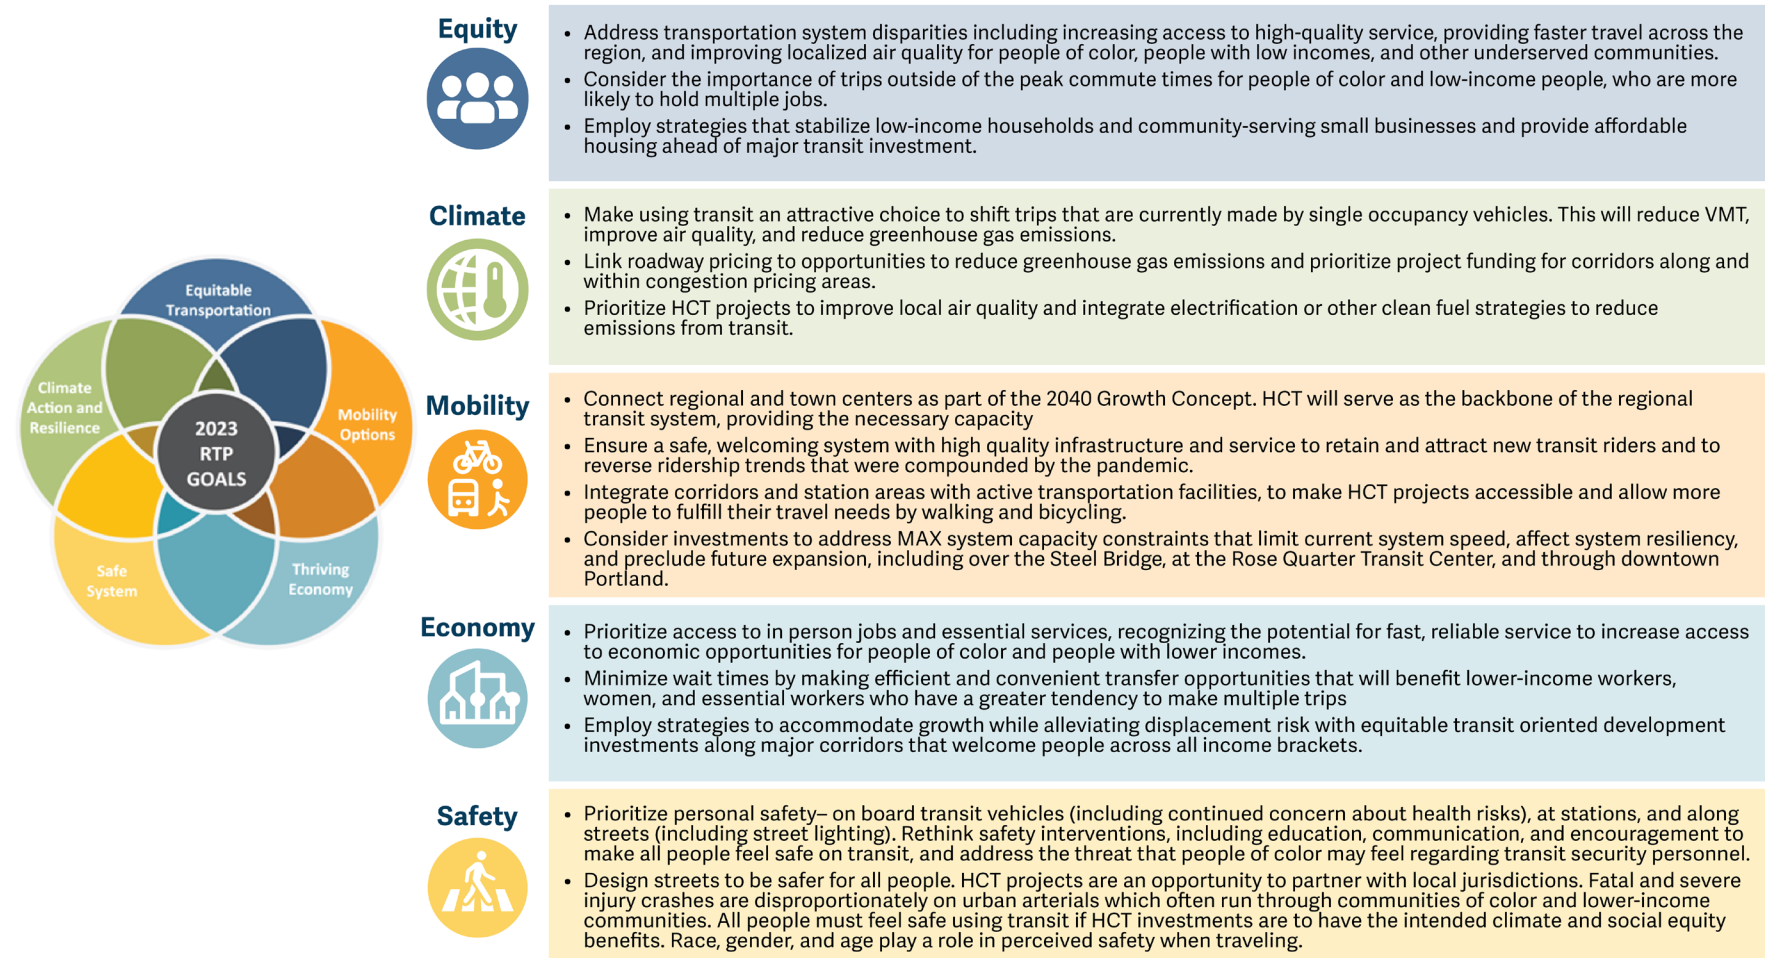 Equitable
Transportation
Climate
Action and
Resilience
Mobility
Options
2023
RTP
GOALS
Safe
System
Thriving
Economy
Equity
• Address transportation system disparities including increasing access to high-quality service, providing faster travel across the
region, and improving localized air quality for people of color, people with low incomes, and other underserved communities.
• Consider the importance of trips outside of the peak commute times for people of color and low-income people, who are more
likely to hold multiple jobs.
• Employ strategies that stabilize low-income households and community-serving small businesses and provide affordable
housing ahead of major transit investment.
Climate
• Make using transit an attractive choice to shift trips that are currently made by single occupancy vehicles. This will reduce VMT,
improve air quality, and reduce greenhouse gas emissions.
• Link roadway pricing to opportunities to reduce greenhouse gas emissions and prioritize project funding for corridors along and
within congestion pricing areas.
• Prioritize HCT projects to improve local air quality and integrate electrification or other clean fuel strategies to reduce
emissions from transit.
Mobility
• Connect regional and town centers as part of the 2040 Growth Concept. HCT will serve as the backbone of the regional
transit system, providing the necessary capacity
• Ensure a safe, welcoming system with high quality infrastructure and service to retain and attract new transit riders and to
reverse ridership trends that were compounded by the pandemic.
• Integrate corridors and station areas with active transportation facilities, to make HCT projects accessible and allow more
people to fulfill their travel needs by walking and bicycling.
• Consider investments to address MAX system capacity constraints that limit current system speed, affect system resiliency,
and preclude future expansion, including over the Steel Bridge, at the Rose Quarter Transit Center, and through downtown
Portland.
Economy
• Prioritize access to in person jobs and essential services, recognizing the potential for fast, reliable service to increase access
to economic opportunities for people of color and people with lower incomes.
• Minimize wait times by making efficient and convenient transfer opportunities that will benefit lower-income workers,
women, and essential workers who have a greater tendency to make multiple trips
• Employ strategies to accommodate growth while alleviating displacement risk with equitable transit oriented development
investments along major corridors that welcome people across all income brackets.
Safety
• Prioritize personal safety– on board transit vehicles (including continued concern about health risks), at stations, and along
streets (including street lighting). Rethink safety interventions, including education, communication, and encouragement to
make all people feel safe on transit, and address the threat that people of color may feel regarding transit security personnel.
• Design streets to be safer for all people. HCT projects are an opportunity to partner with local jurisdictions. Fatal and severe
injury crashes are disproportionately on urban arterials which often run through communities of color and lower-income
communities. All people must feel safe using transit if HCT investments are to have the intended climate and social equity
benefits. Race, gender, and age play a role in perceived safety when traveling.